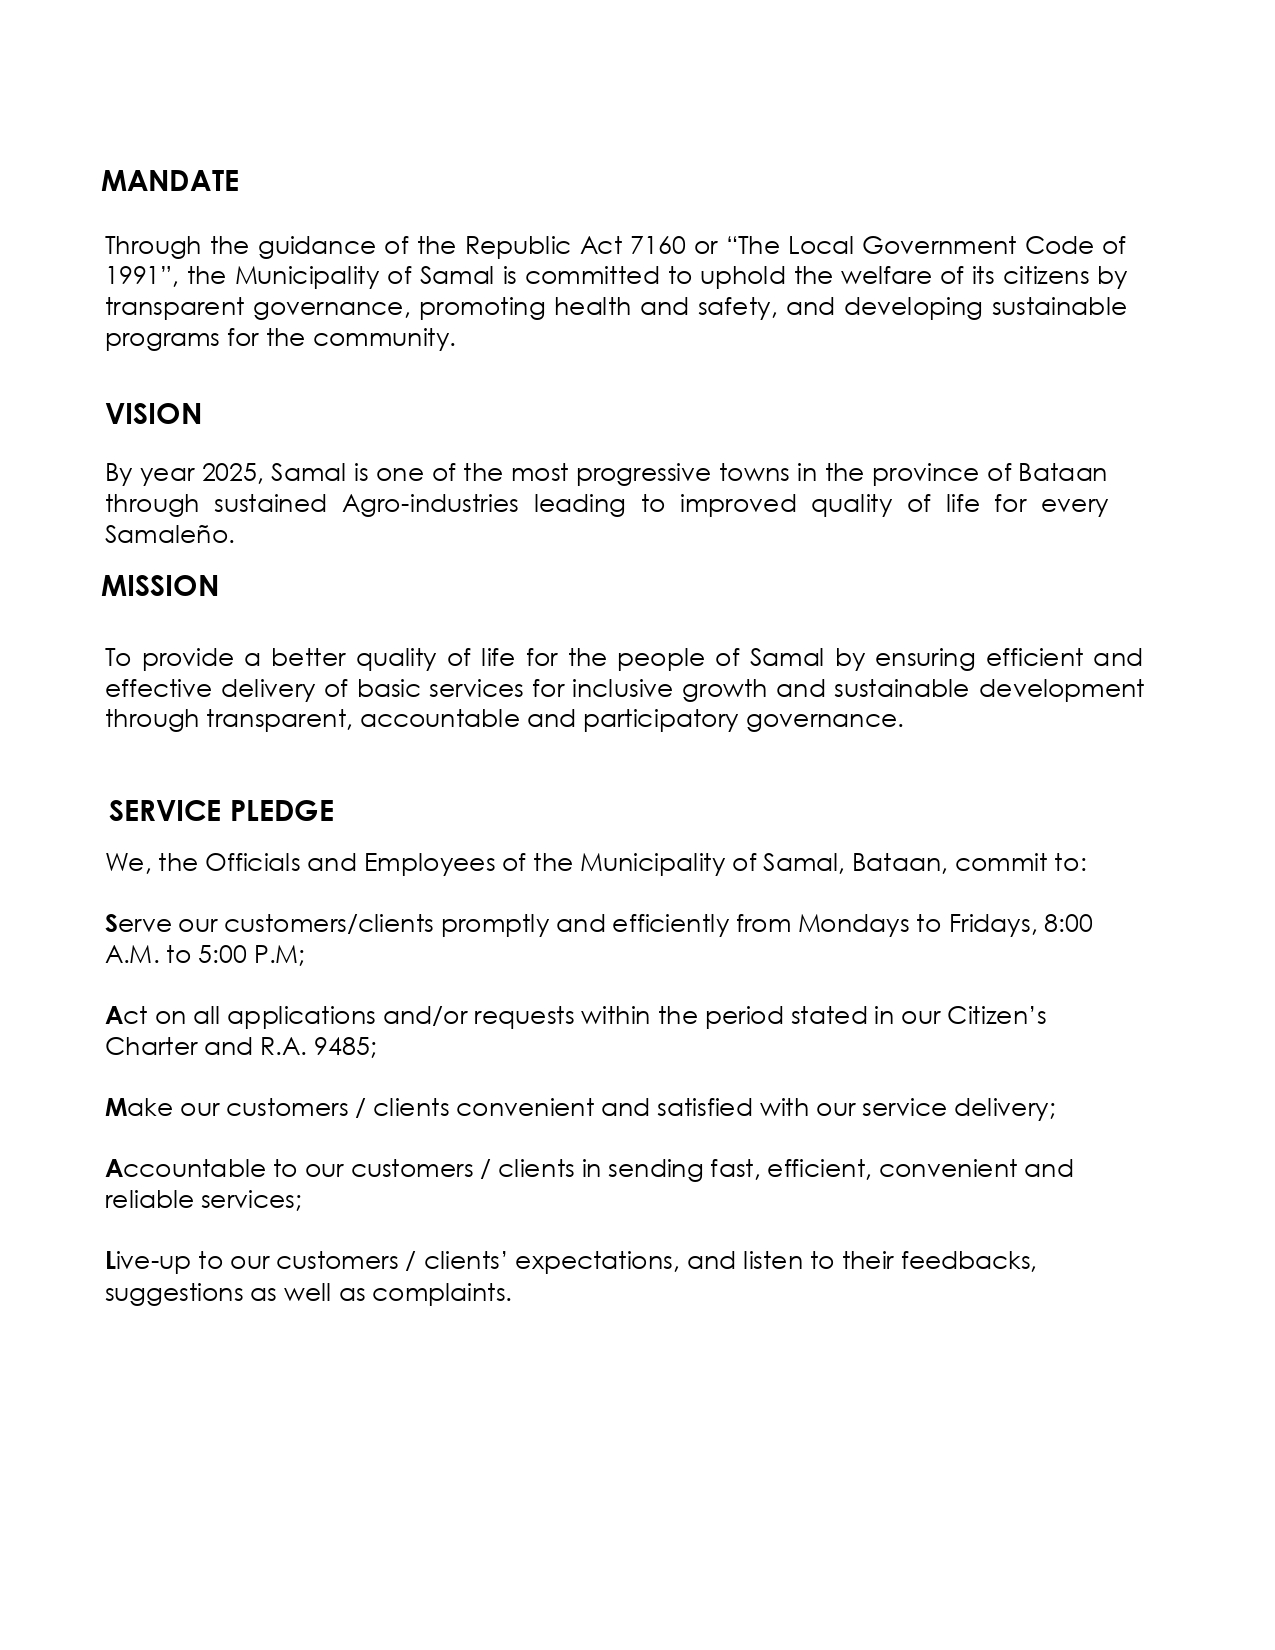 MANDATE
Through the guidance of the Republic Act 7160 or “The Local Government Code of
1991”, the Municipality of Samal is committed to uphold the welfare of its citizens by
transparent governance, promoting health and safety, and developing sustainable
programs for the community.
VISION
By year 2025, Samal is one of the most progressive towns in the province of Bataan
through sustained Agro-industries leading to improved quality of life for every
Samaleño.
MISSION
To provide a better quality of life for the people of Samal by ensuring efficient and
effective delivery of basic services for inclusive growth and sustainable development
through transparent, accountable and participatory governance.
SERVICE PLEDGE
We, the Officials and Employees of the Municipality of Samal, Bataan, commit to:
Serve our customers/clients promptly and efficiently from Mondays to Fridays, 8:00
A.M. to 5:00 P.M;
Act on all applications and/or requests within the period stated in our Citizen’s
Charter and R.A. 9485;
Make our customers / clients convenient and satisfied with our service delivery;
Accountable to our customers / clients in sending fast, efficient, convenient and
reliable services;
Live-up to our customers / clients’ expectations, and listen to their feedbacks,
suggestions as well as complaints.